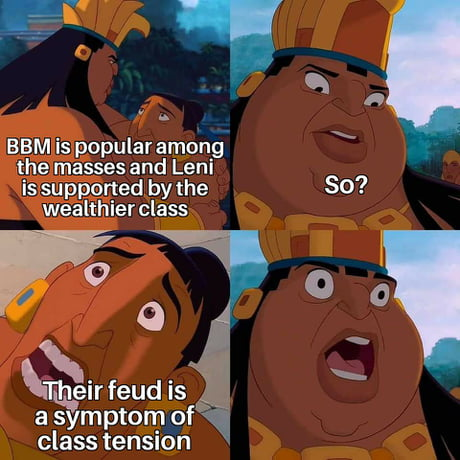 BBM is popular among
the masses and Leni
is supported by the
wealthier class
So?
Their feud is
a symptom of
class tension